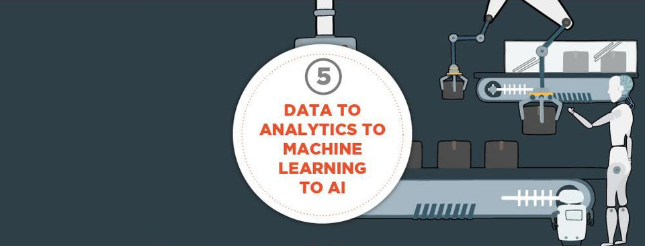 5
DATA TO
ANALYTICS TO
MACHINE
LEARNING
TO AI